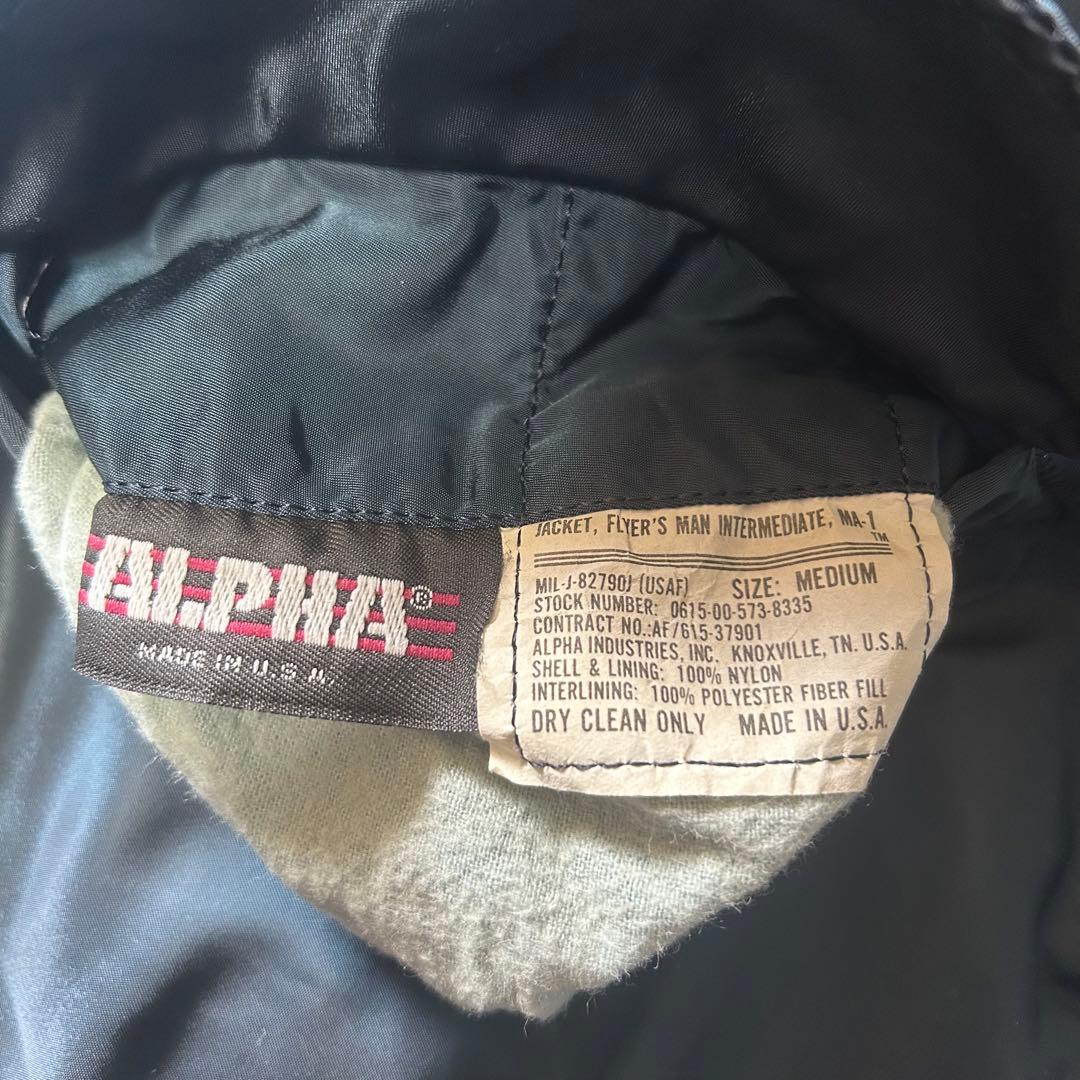 ALPHA®
MADE IN U.S.A.
JACKET, FLYER'S MAN INTERMEDIATE, MA-1™
MIL-J-82790J (USAF) SIZE: MEDIUM
STOCK NUMBER: 0615-00-573-8335
CONTRACT NO.:AF/615-37901
ALPHA INDUSTRIES, INC. KNOXVILLE, TN. U.S.A.
SHELL & LINING: 100% NYLON
INTERLINING: 100% POLYESTER FIBER FILL
DRY CLEAN ONLY MADE IN U.S.A.